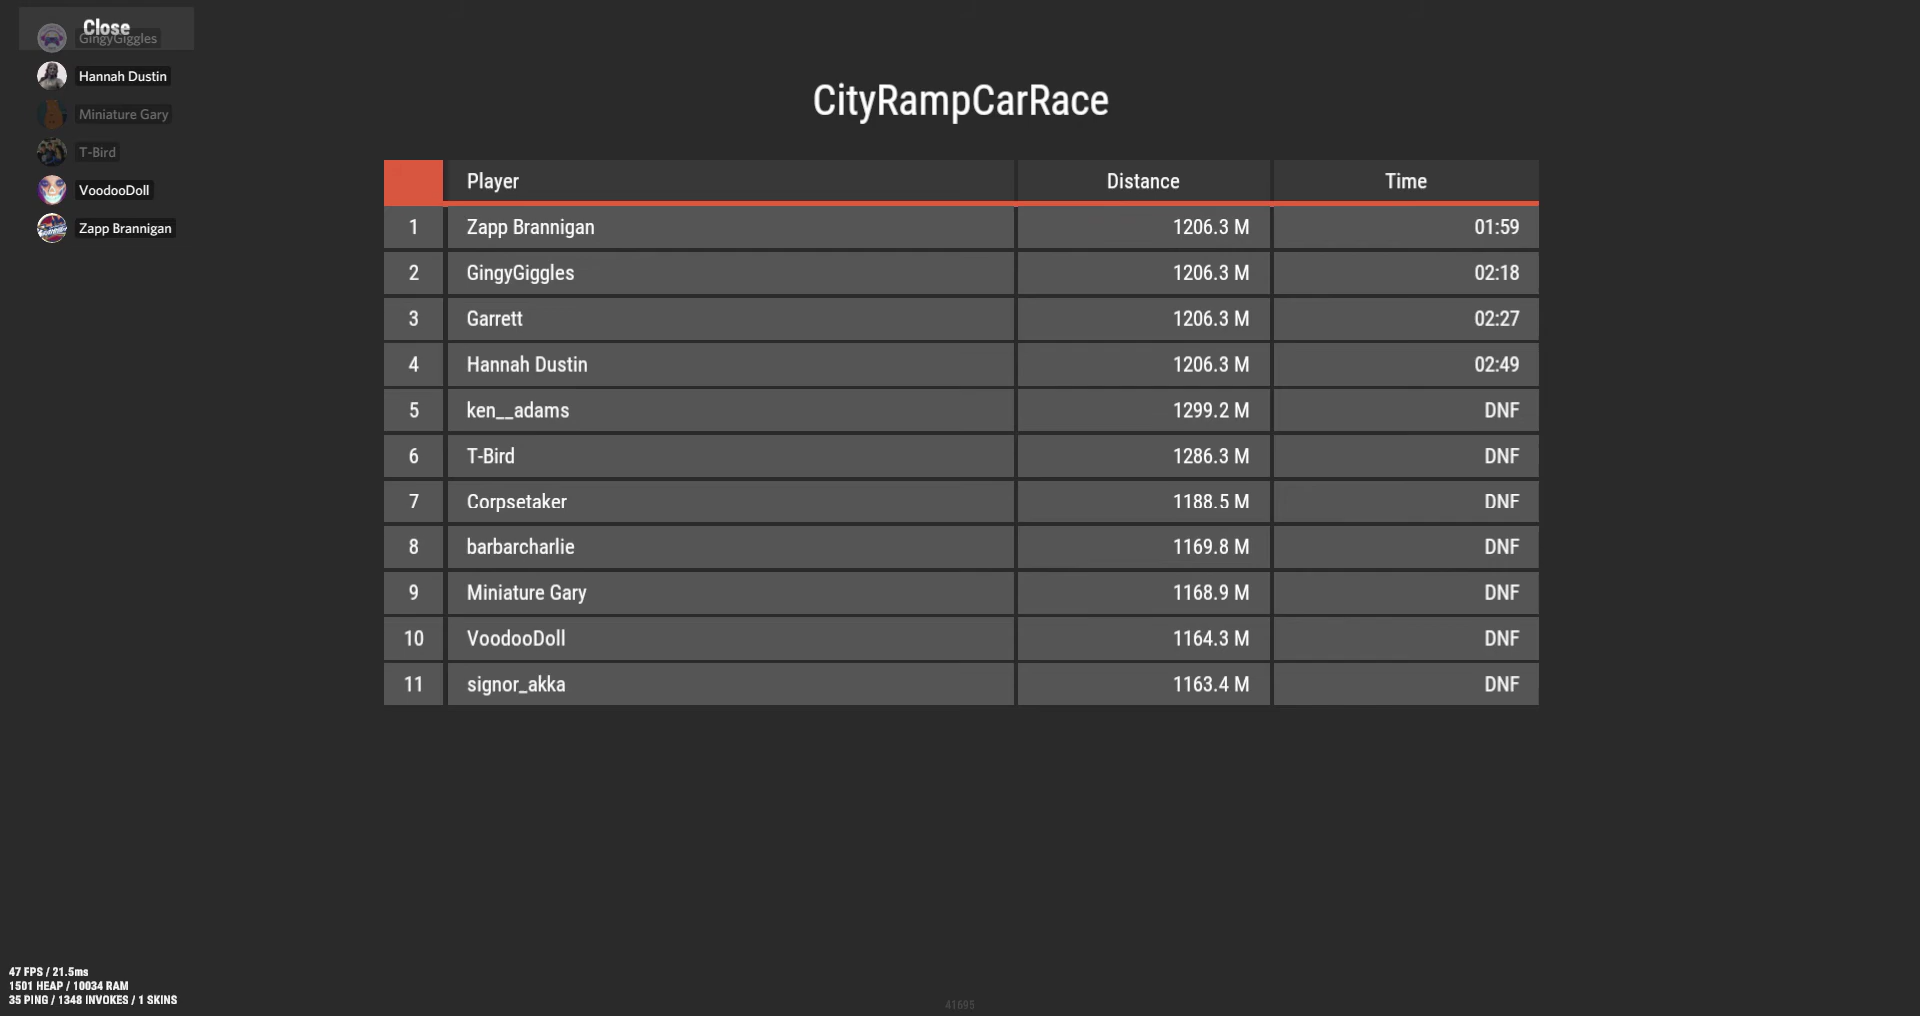 Close
GingyGiggles
Hannah Dustin
Miniature Gary
T-Bird
VoodooDoll
Zapp Brannigan
CityRampCarRace
Player Distance Time
1 Zapp Brannigan 1206.3 M 01:59
2 GingyGiggles 1206.3 M 02:18
3 Garrett 1206.3 M 02:27
4 Hannah Dustin 1206.3 M 02:49
5 ken__adams 1299.2 M DNF
6 T-Bird 1286.3 M DNF
7 Corpsetaker 1188.5 M DNF
8 barbarcharlie 1169.8 M DNF
9 Miniature Gary 1168.9 M DNF
10 VoodooDoll 1164.3 M DNF
11 signor_akka 1163.4 M DNF
47 FPS / 21.5ms
1501 HEAP / 10034 RAM
35 PING / 1348 INVOKES / 1 SKINS
41695